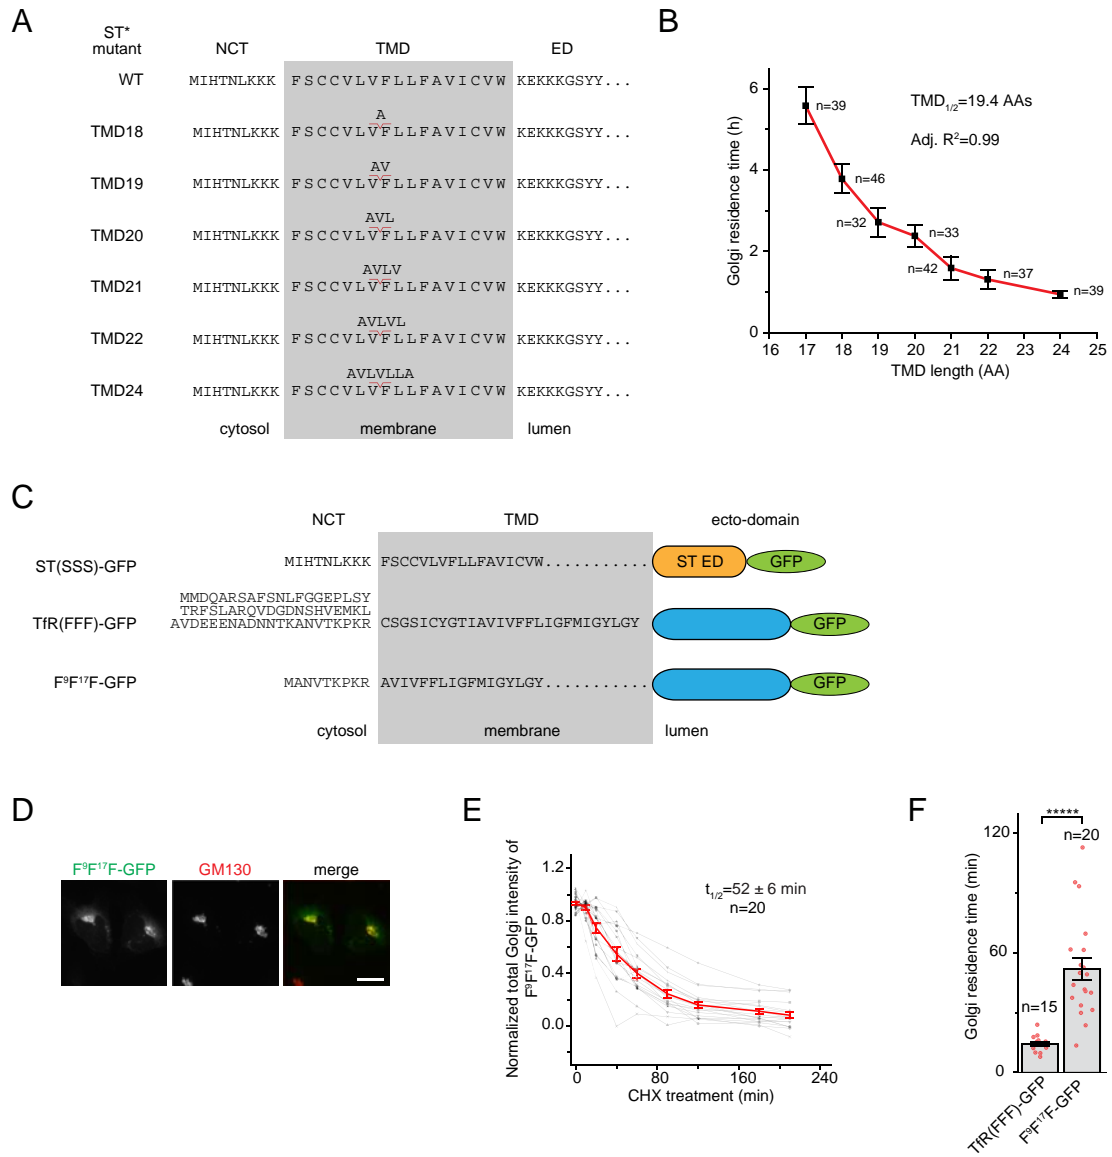 A
ST*
mutant
NCT TMD ED
WT MIHTNLKKK FSCCVLVFLLFAVICVW KEKKKGSYY...
A
TMD18 MIHTNLKKK FSCCVLVFLLFAVICVW KEKKKGSYY...
AV
TMD19 MIHTNLKKK FSCCVLVFLLFAVICVW KEKKKGSYY...
AVL
TMD20 MIHTNLKKK FSCCVLVFLLFAVICVW KEKKKGSYY...
AVLV
TMD21 MIHTNLKKK FSCCVLVFLLFAVICVW KEKKKGSYY...
AVLVL
TMD22 MIHTNLKKK FSCCVLVFLLFAVICVW KEKKKGSYY...
AVLVLLA
TMD24 MIHTNLKKK FSCCVLVFLLFAVICVW KEKKKGSYY...
cytosol membrane lumen
B
Golgi residence time (h)
6
4
2
0
n=39
n=46
n=32
n=33
n=42
n=37
n=39
TMD1/2=19.4 AAs
Adj. R²=0.99
16 17 18 19 20 21 22 23 24 25
TMD length (AA)
C
NCT TMD ecto-domain
ST(SSS)-GFP MIHTNLKKK FSCCVLVFLLFAVICVW.......... ST ED GFP
MMDQARSAFSNLFGGEPLSY
TRFSLARQVDGDNSHVEMKL
TfR(FFF)-GFP AVDEEENADNNTKANVTKPKR CSGSICYGTIAVIVFFLIGFMIGYLGY GFP
F⁹F¹⁷F-GFP MANVTKPKR AVIVFFLIGFMIGYLGY.......... GFP
cytosol membrane lumen
D
F⁹F¹⁷F-GFP GM130 merge
E
Normalized total Golgi intensity of
F⁹F¹⁷F-GFP
1.2
0.8
0.4
0.0
t1/2=52 ± 6 min
n=20
0 80 160 240
CHX treatment (min)
F
Golgi residence time (min)
120
60
0
*****
n=20
n=15
TfR(FFF)-GFP
F⁹F¹⁷F-GFP